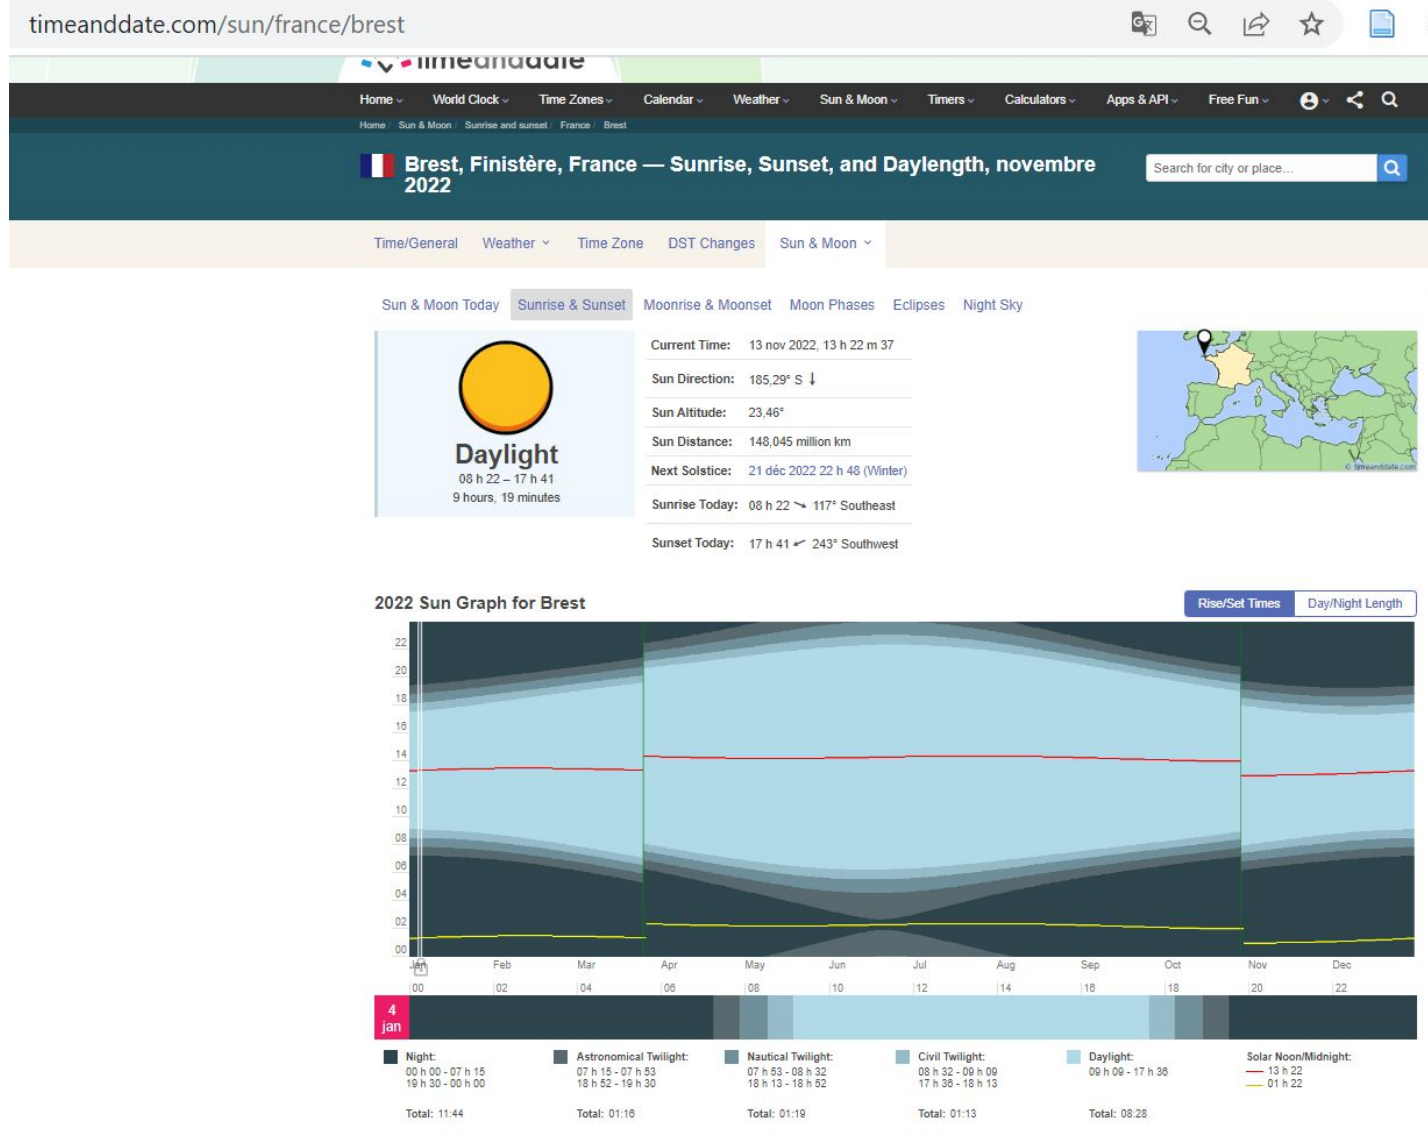 timeanddate.com/sun/france/brest
timeanddate
Home World Clock Time Zones Calendar Weather Sun & Moon Timers Calculators Apps & API Free Fun
Home / Sun & Moon / Sunrise and sunset / France / Brest
Brest, Finistère, France — Sunrise, Sunset, and Daylength, novembre
2022
Search for city or place...
Time/General Weather Time Zone DST Changes Sun & Moon
Sun & Moon Today Sunrise & Sunset Moonrise & Moonset Moon Phases Eclipses Night Sky
Daylight
08 h 22 – 17 h 41
9 hours, 19 minutes
Current Time: 13 nov 2022, 13 h 22 m 37
Sun Direction: 185,29° S ↓
Sun Altitude: 23,46°
Sun Distance: 148,045 million km
Next Solstice: 21 déc 2022 22 h 48 (Winter)
Sunrise Today: 08 h 22 ↘ 117° Southeast
Sunset Today: 17 h 41 ↙ 243° Southwest
© timeanddate.com
2022 Sun Graph for Brest
Rise/Set Times Day/Night Length
22
20
18
16
14
12
10
08
06
04
02
00
Jan Feb Mar Apr May Jun Jul Aug Sep Oct Nov Dec
00 02 04 06 08 10 12 14 16 18 20 22
4
jan
Night:
00 h 00 - 07 h 15
19 h 30 - 00 h 00
Total: 11:44
Astronomical Twilight:
07 h 15 - 07 h 53
18 h 52 - 19 h 30
Total: 01:16
Nautical Twilight:
07 h 53 - 08 h 32
18 h 13 - 18 h 52
Total: 01:19
Civil Twilight:
08 h 32 - 09 h 09
17 h 36 - 18 h 13
Total: 01:13
Daylight:
09 h 09 - 17 h 36
Total: 08:28
Solar Noon/Midnight:
13 h 22
01 h 22